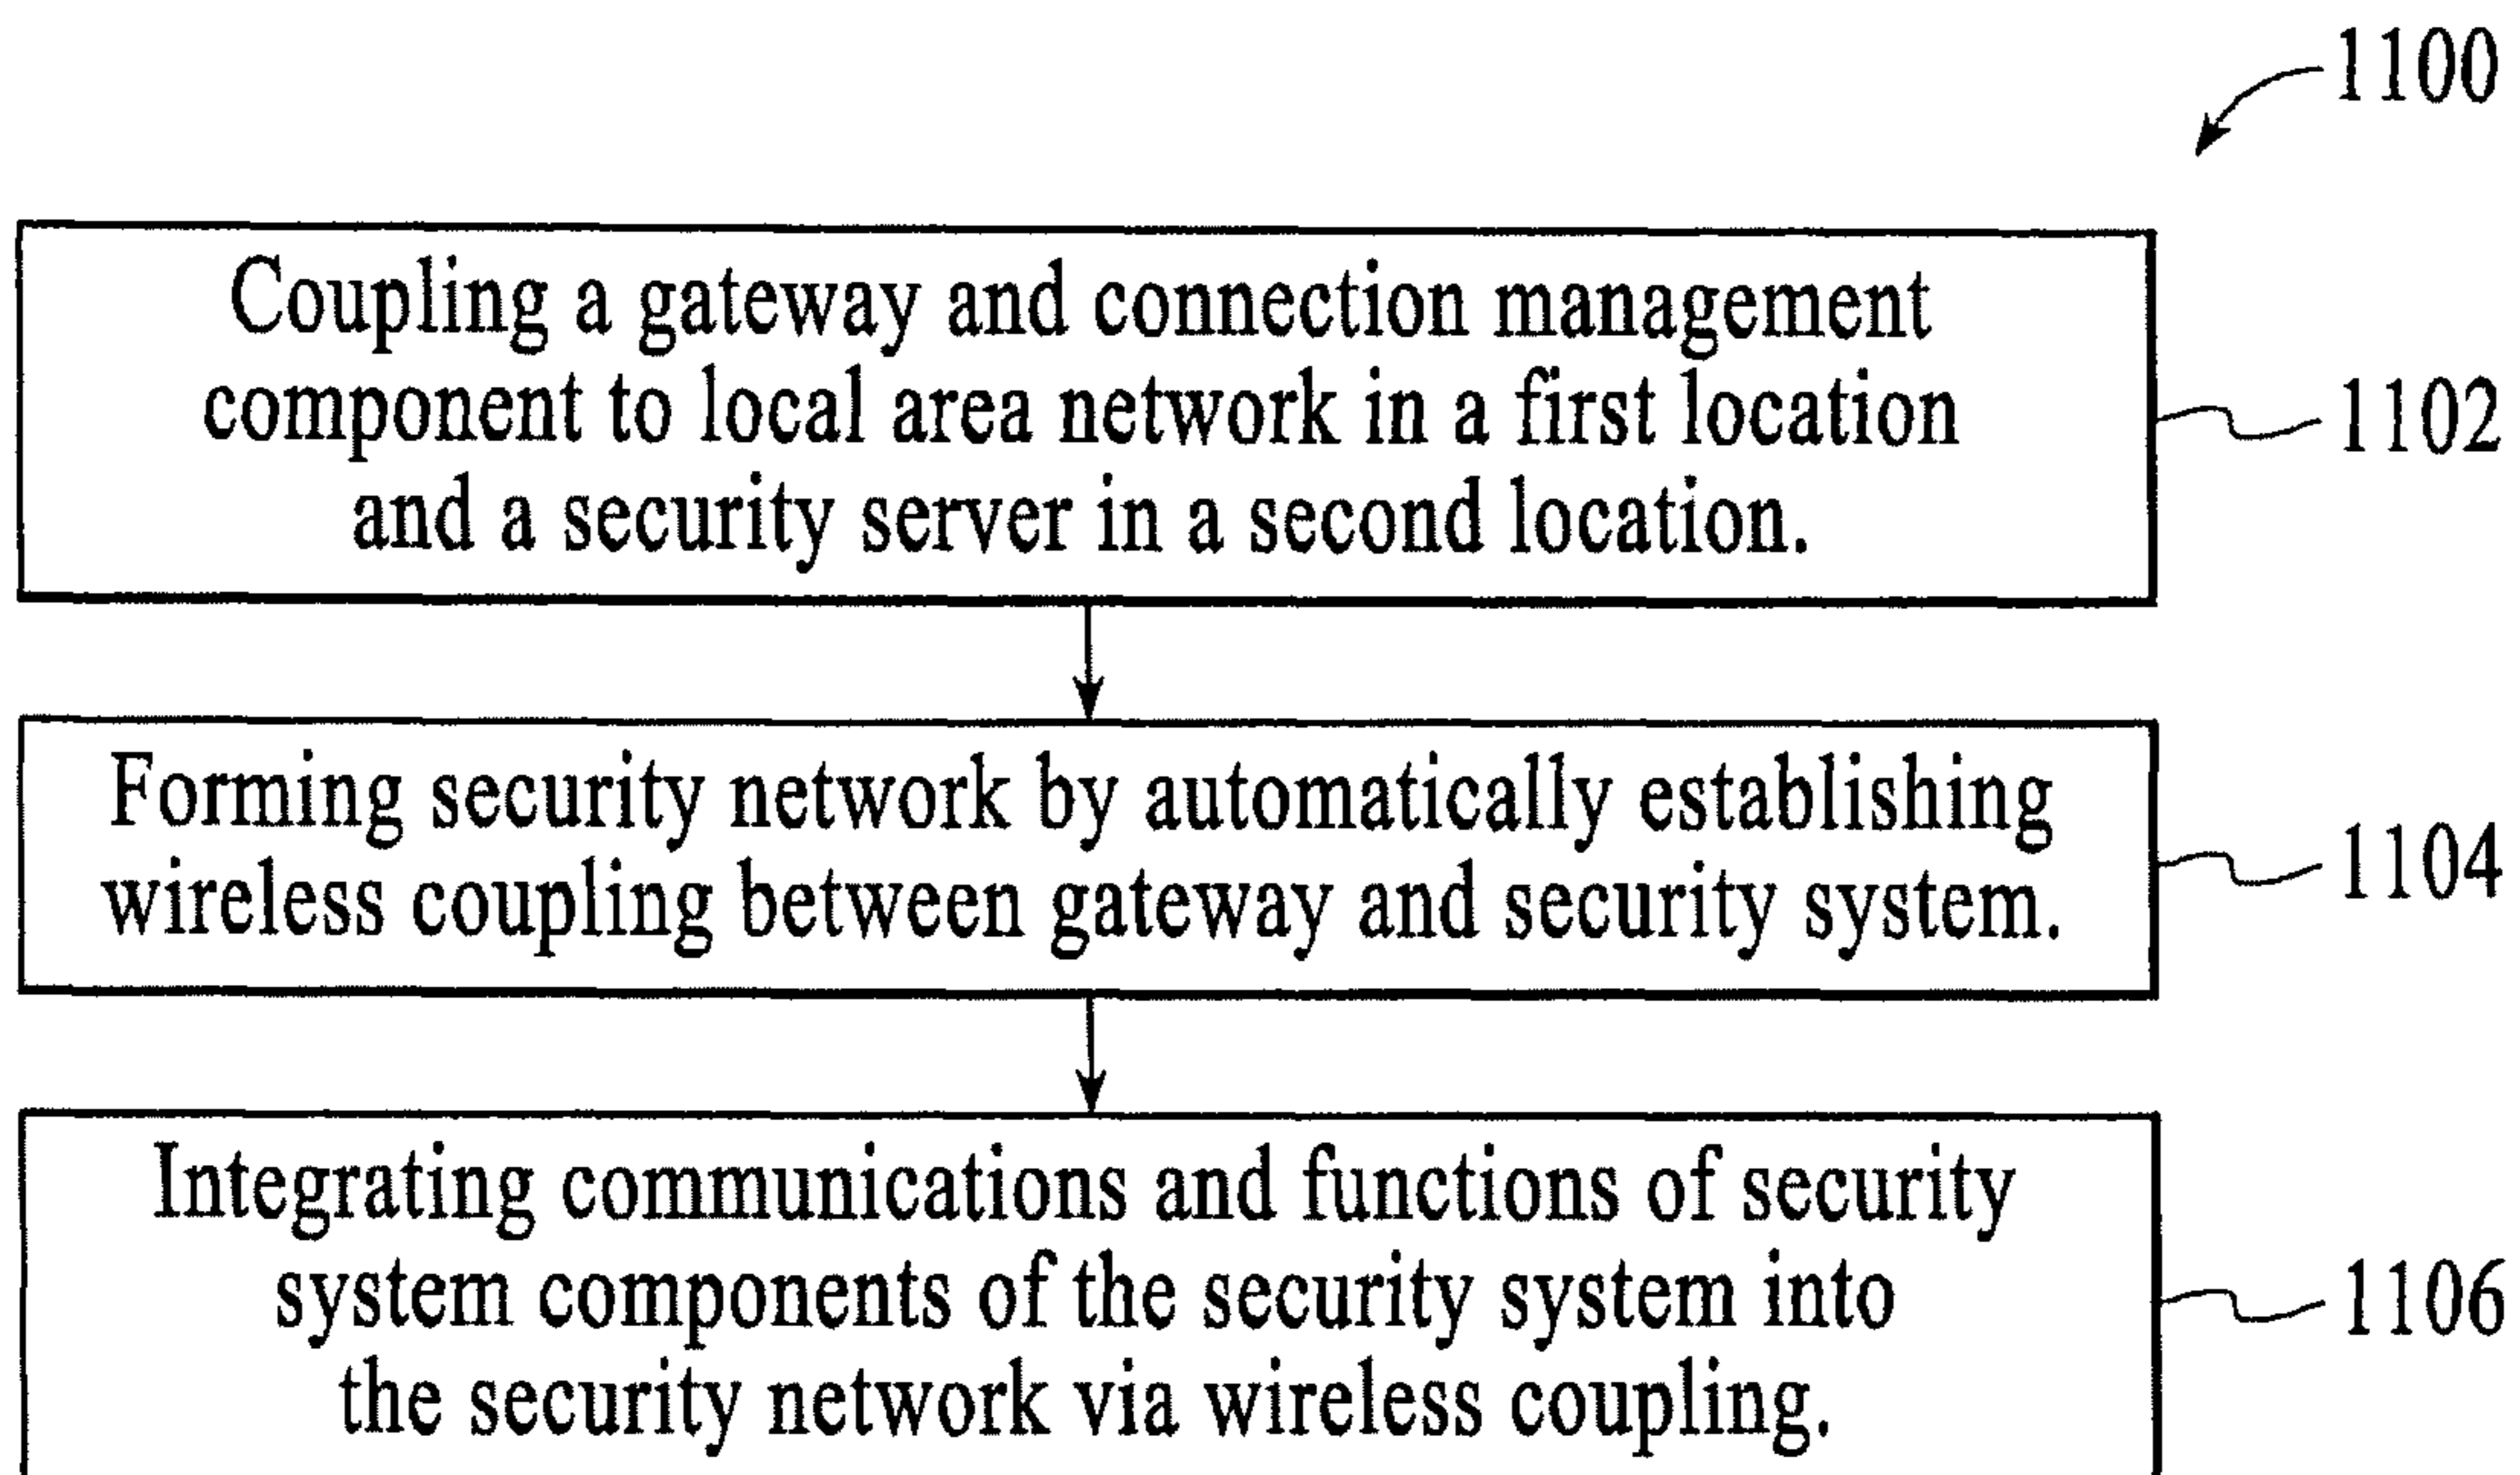 1100
Coupling a gateway and connection management
component to local area network in a first location
and a security server in a second location.
1102
Forming security network by automatically establishing
wireless coupling between gateway and security system.
1104
Integrating communications and functions of security
system components of the security system into
the security network via wireless coupling.
1106